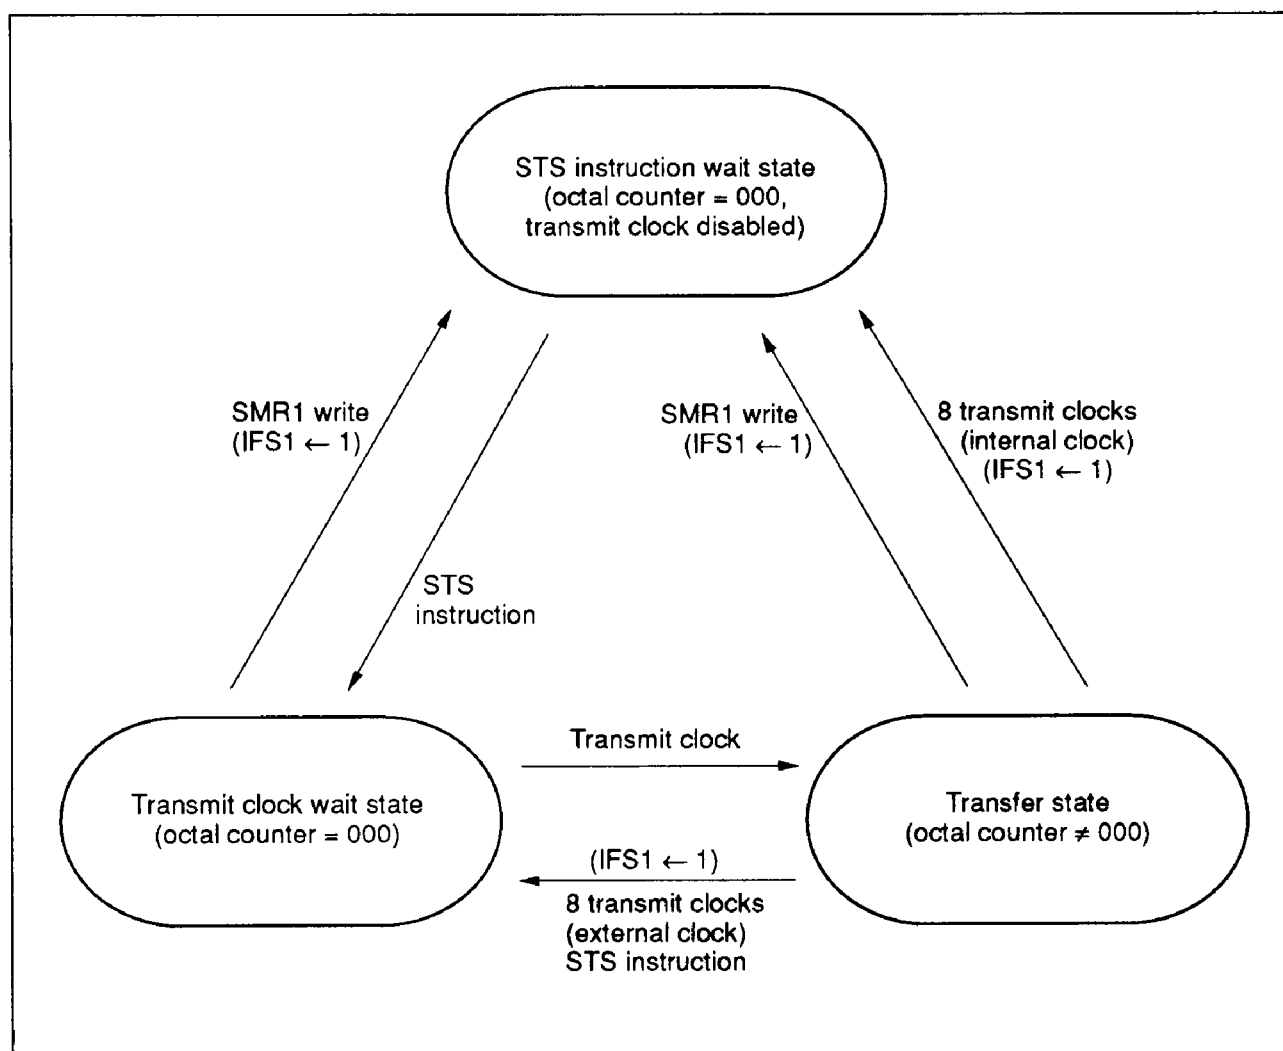 STS instruction wait state
(octal counter = 000,
transmit clock disabled)
SMR1 write
(IFS1 ← 1)
SMR1 write
(IFS1 ← 1)
8 transmit clocks
(internal clock)
(IFS1 ← 1)
STS
instruction
Transmit clock
Transmit clock wait state
(octal counter = 000)
Transfer state
(octal counter ≠ 000)
(IFS1 ← 1)
8 transmit clocks
(external clock)
STS instruction